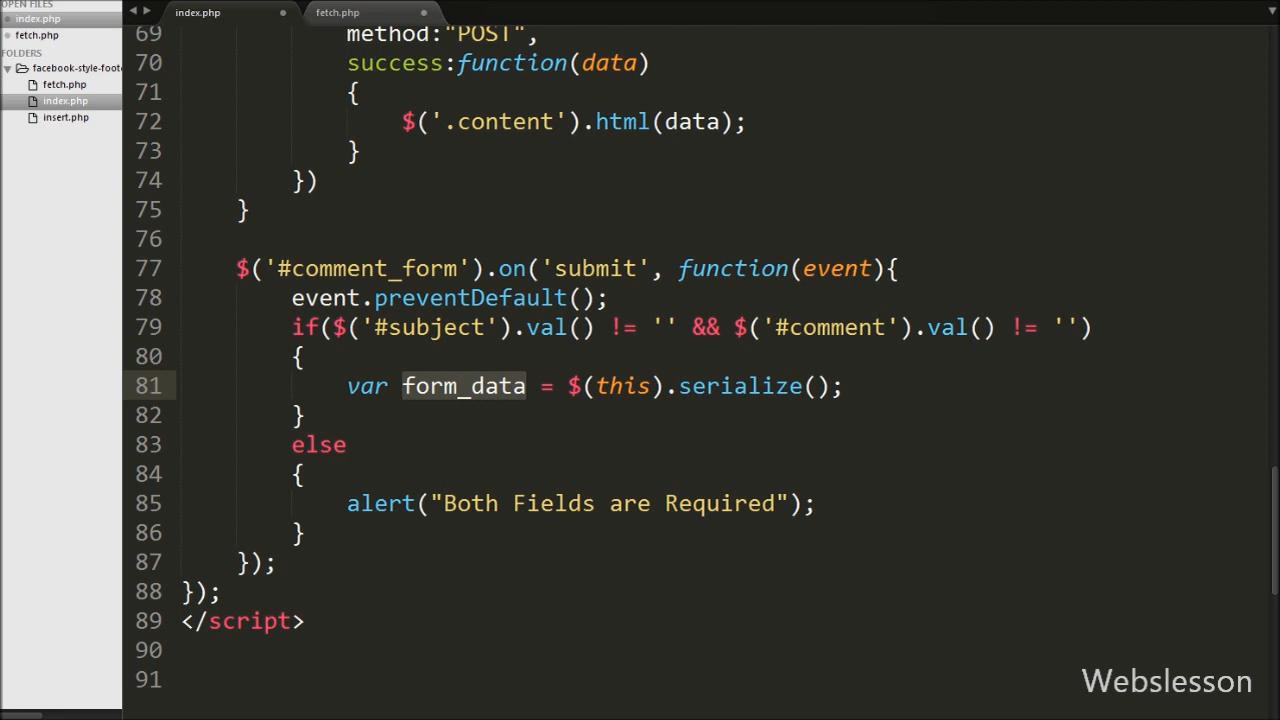 OPEN FILES
index.php
fetch.php
FOLDERS
facebook-style-foote
fetch.php
index.php
insert.php
index.php
fetch.php
69 method:"POST",
70 success:function(data)
71 {
72 $('.content').html(data);
73 }
74 })
75 }
76
77 $('#comment_form').on('submit', function(event){
78 event.preventDefault();
79 if($('#subject').val() != '' && $('#comment').val() != '')
80 {
81 var form_data = $(this).serialize();
82 }
83 else
84 {
85 alert("Both Fields are Required");
86 }
87 });
88 });
89 </script>
90
91
Webslesson